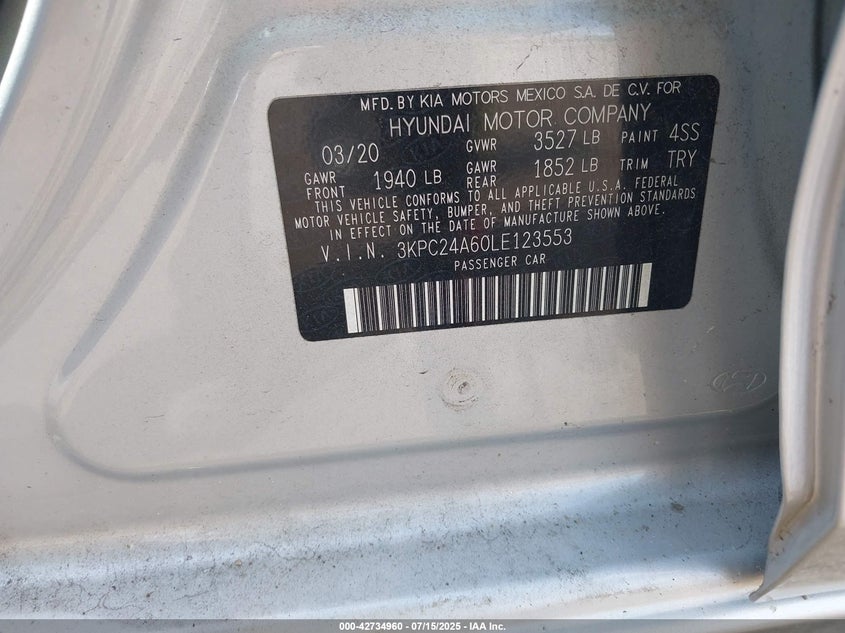 MFD. BY KIA MOTORS MEXICO S.A. DE C.V. FOR
HYUNDAI MOTOR COMPANY
03/20 GVWR 3527 LB PAINT 4SS
GAWR FRONT 1940 LB GAWR REAR 1852 LB TRIM TRY
THIS VEHICLE CONFORMS TO ALL APPLICABLE U.S.A. FEDERAL
MOTOR VEHICLE SAFETY, BUMPER, AND THEFT PREVENTION STANDARDS
IN EFFECT ON THE DATE OF MANUFACTURE SHOWN ABOVE.
V.I.N. 3KPC24A60LE123553
PASSENGER CAR
000-42734960 | 07/15/2025 - IAA Inc.